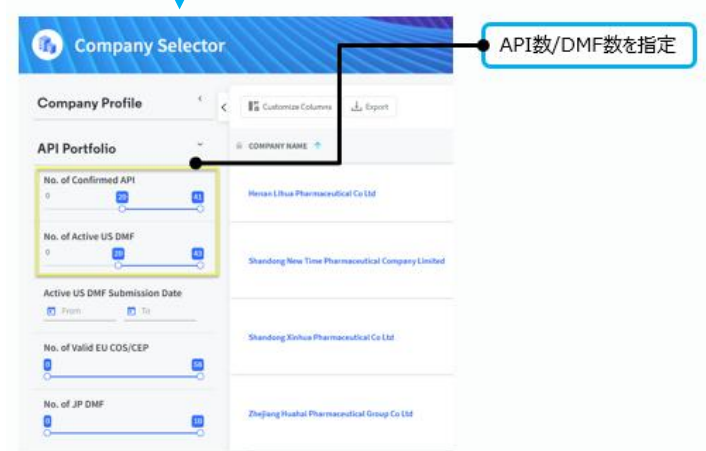 Company Selector
API数/DMF数を指定
Company Profile
Customize Columns
Export
API Portfolio
COMPANY NAME
No. of Confirmed API
0
20
41
Henan Lihua Pharmaceutical Co Ltd
No. of Active US DMF
0
20
43
Shandong New Time Pharmaceutical Company Limited
Active US DMF Submission Date
From
To
No. of Valid EU COS/CEP
0
58
Shandong Xinhua Pharmaceutical Co Ltd
No. of JP DMF
0
10
Zhejiang Huahai Pharmaceutical Group Co Ltd